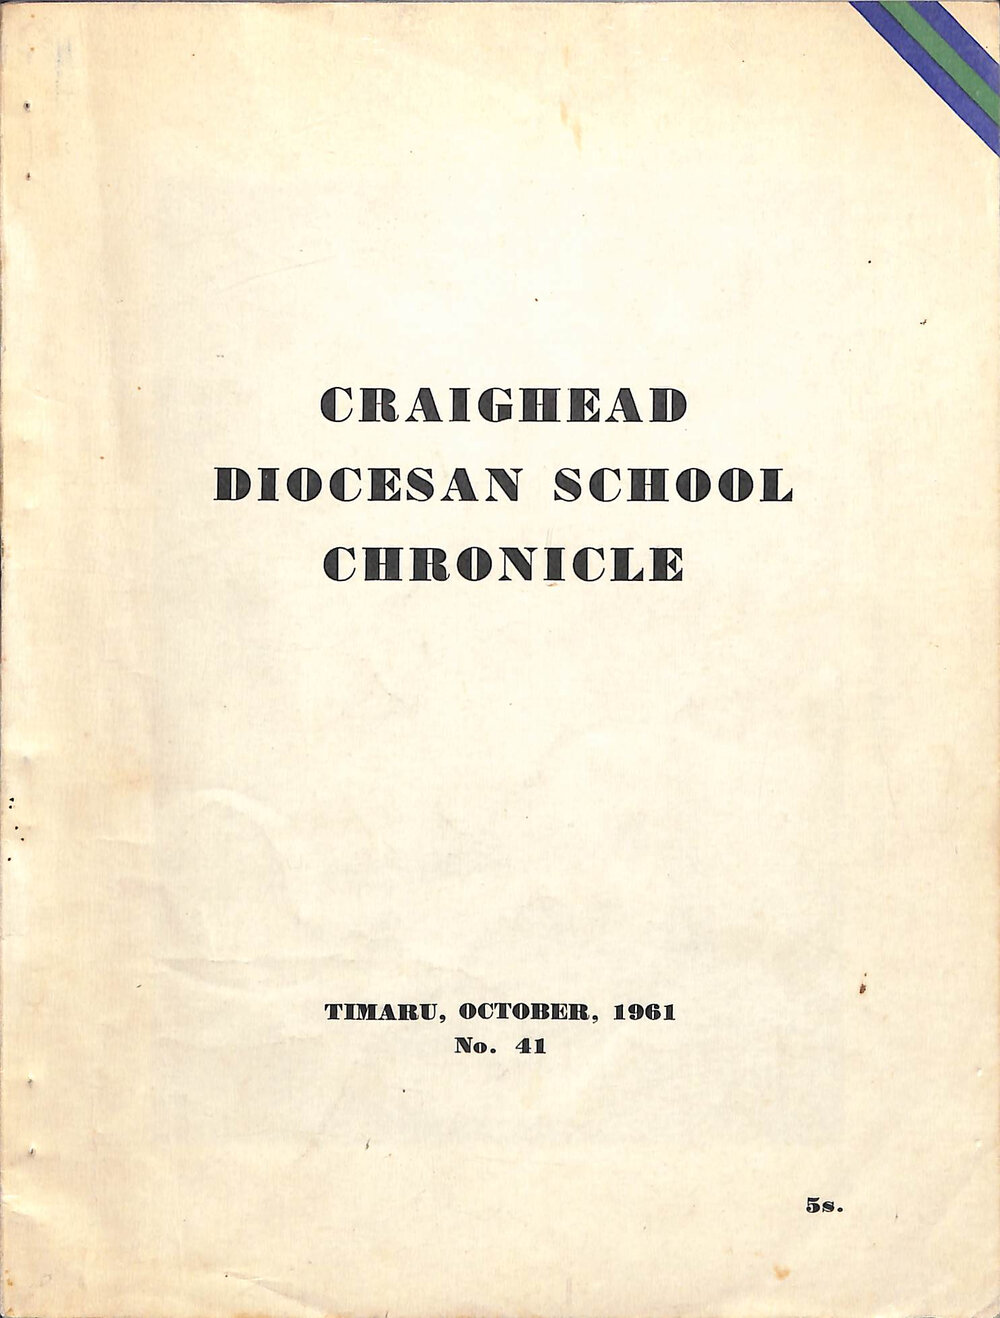 CRAIGHEAD
DIOCESAN SCHOOL
CHRONICLE
TIMARU, OCTOBER, 1961
No. 41
5s.